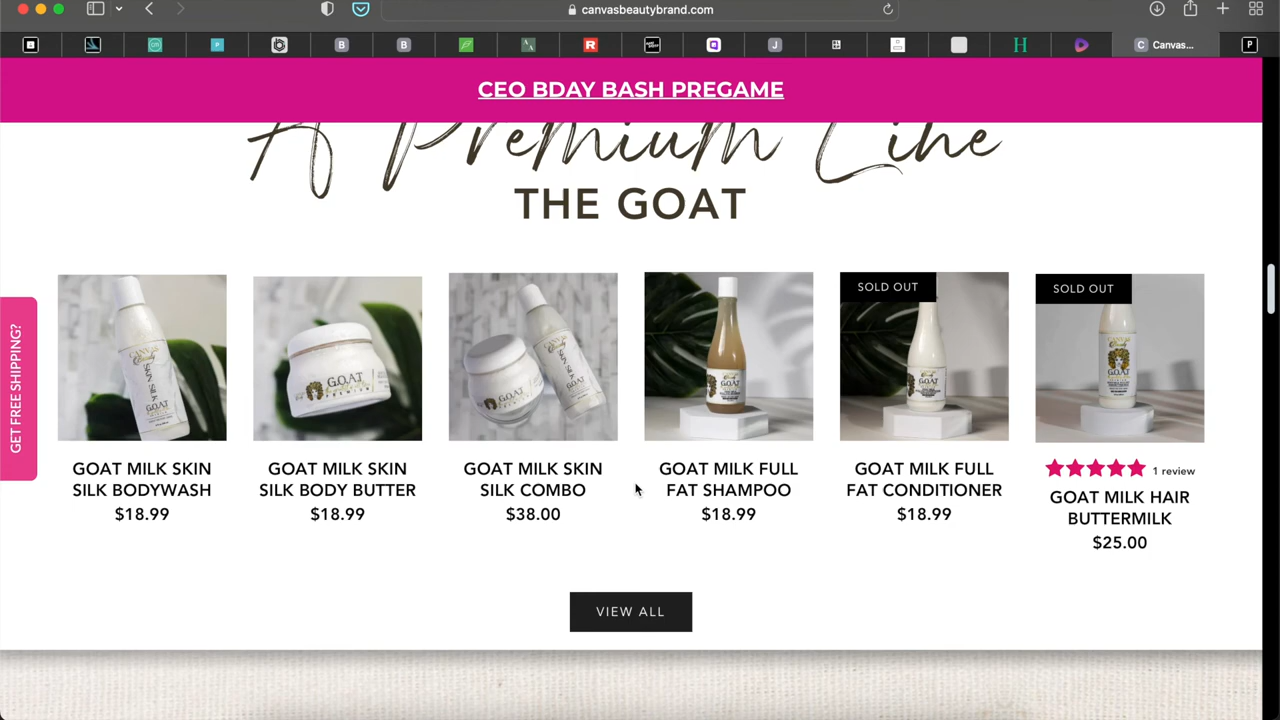 canvasbeautybrand.com
Canvas...
CEO BDAY BASH PREGAME
A Premium Line
THE GOAT
GET FREE SHIPPING?
SOLD OUT
SOLD OUT
GOAT MILK SKIN
SILK BODYWASH
$18.99
GOAT MILK SKIN
SILK BODY BUTTER
$18.99
GOAT MILK SKIN
SILK COMBO
$38.00
GOAT MILK FULL
FAT SHAMPOO
$18.99
GOAT MILK FULL
FAT CONDITIONER
$18.99
1 review
GOAT MILK HAIR
BUTTERMILK
$25.00
VIEW ALL